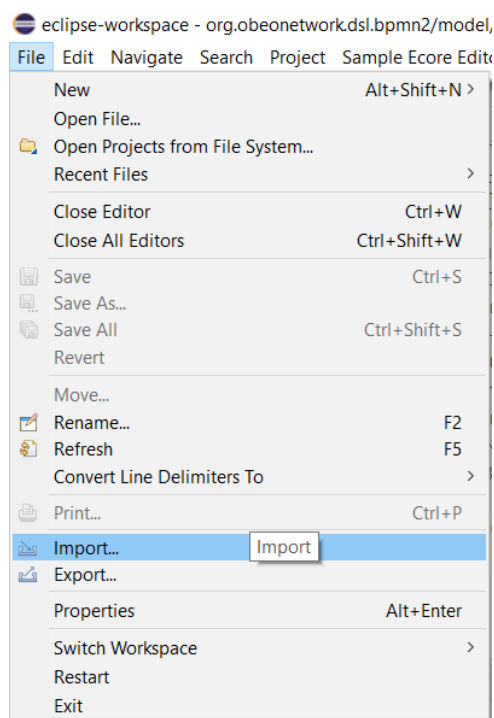 eclipse-workspace - org.obeonetwork.dsl.bpmn2/model/
File Edit Navigate Search Project Sample Ecore Edito
New Alt+Shift+N >
Open File...
Open Projects from File System...
Recent Files >
Close Editor Ctrl+W
Close All Editors Ctrl+Shift+W
Save Ctrl+S
Save As...
Save All Ctrl+Shift+S
Revert
Move...
Rename... F2
Refresh F5
Convert Line Delimiters To >
Print... Ctrl+P
Import... Import
Export...
Properties Alt+Enter
Switch Workspace >
Restart
Exit